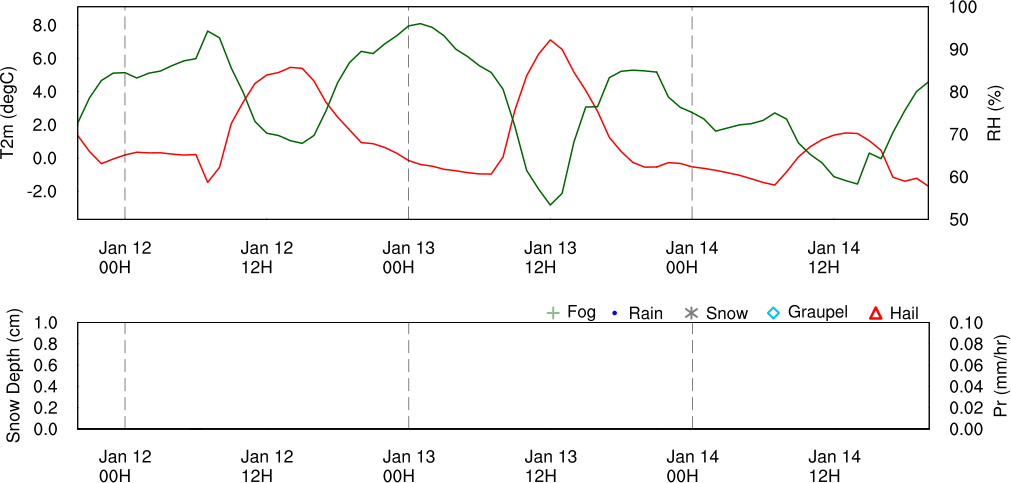 100
8.0
90
6.0
4.0
80
2.0
70
0.0
60
-2.0
50
T2m (degC)
RH (%)
Jan 12 Jan 12 Jan 13 Jan 13 Jan 14 Jan 14
00H 12H 00H 12H 00H 12H
Fog Rain Snow Graupel Hail
1.0 0.10
0.8 0.08
0.6 0.06
0.4 0.04
0.2 0.02
0.0 0.00
Snow Depth (cm)
Pr (mm/hr)
Jan 12 Jan 12 Jan 13 Jan 13 Jan 14 Jan 14
00H 12H 00H 12H 00H 12H